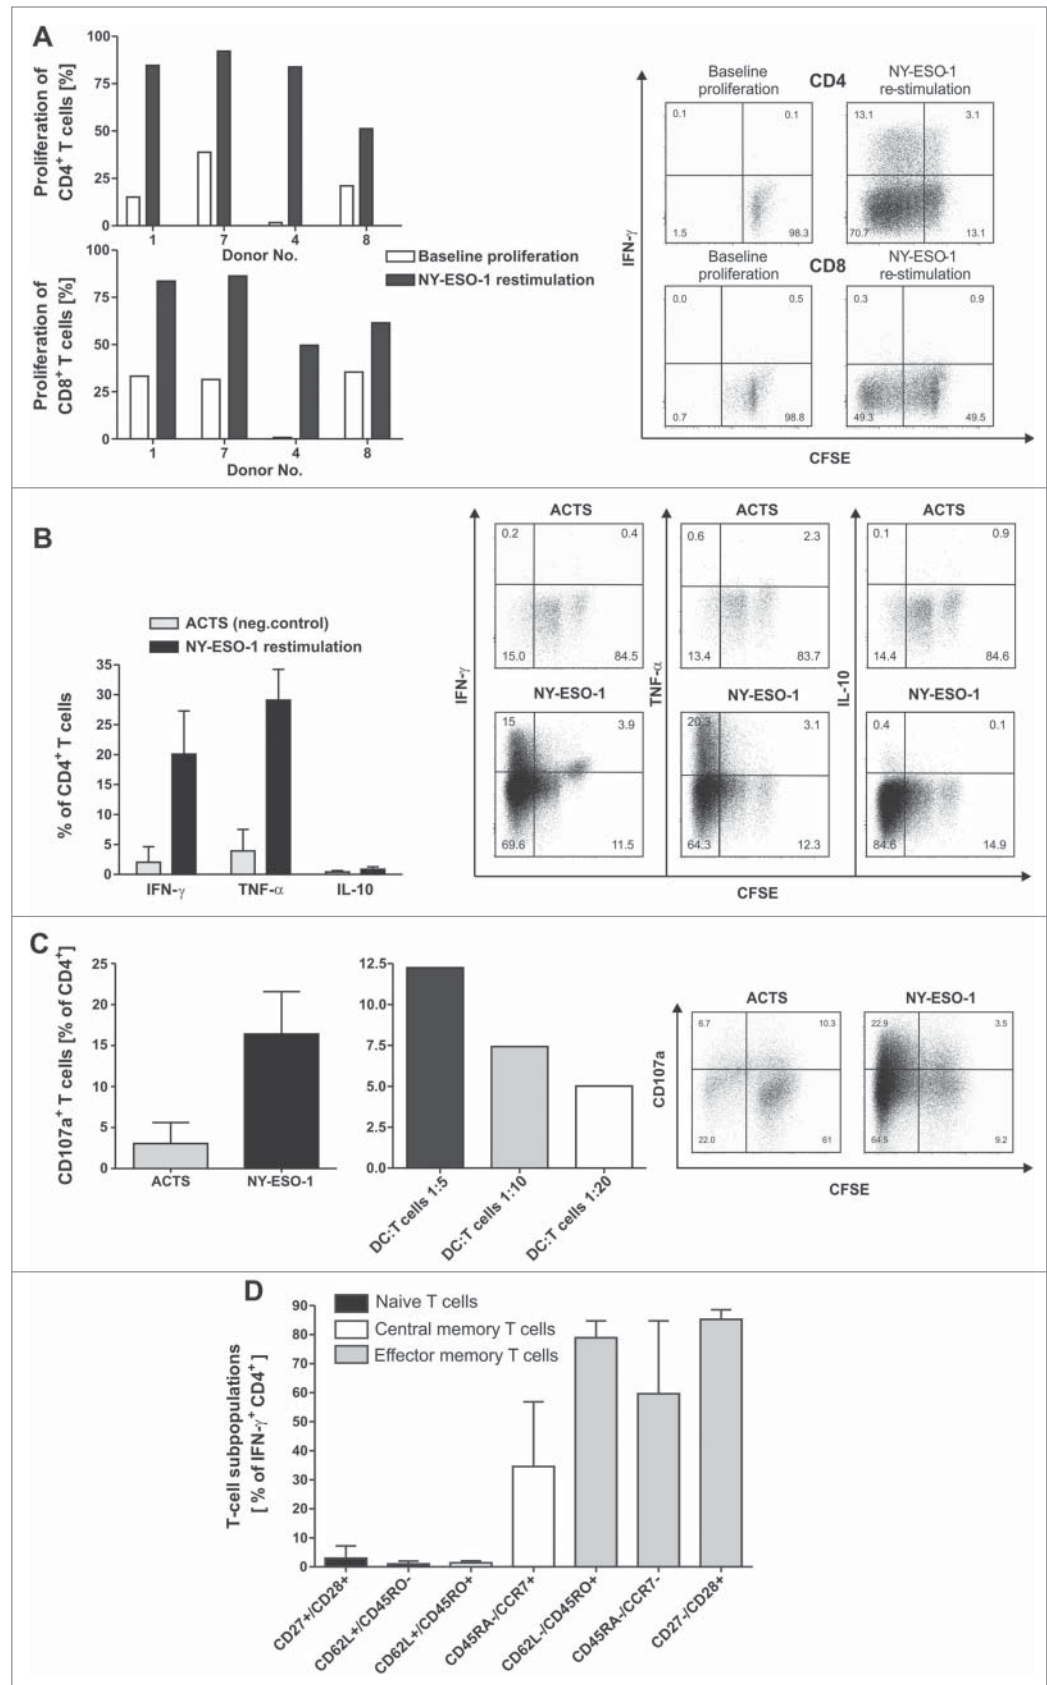 A
100
75
50
25
0
Proliferation of
CD4+ T cells [%]
1 7 4 8
Donor No.
100
75
50
25
0
Proliferation of
CD8+ T cells [%]
1 7 4 8
Donor No.
Baseline proliferation
NY-ESO-1 restimulation
Baseline
proliferation
CD4
NY-ESO-1
re-stimulation
0.1 0.1
1.5 98.3
13.1 3.1
70.7 13.1
IFN-γ
Baseline
proliferation
CD8
NY-ESO-1
re-stimulation
0.0 0.5
0.7 98.8
0.3 0.9
49.3 49.5
CFSE
B
ACTS (neg.control)
NY-ESO-1 restimulation
35
30
25
20
15
10
5
0
% of CD4+ T cells
IFN-γ TNF-α IL-10
ACTS ACTS ACTS
0.2 0.4
15.0 84.5
0.6 2.3
13.4 83.7
0.1 0.9
14.4 84.6
IFN-γ
TNF-α
IL-10
NY-ESO-1 NY-ESO-1 NY-ESO-1
15 3.9
69.6 11.5
20.3 3.1
64.3 12.3
0.4 0.1
84.6 14.9
CFSE
C
CD107a+ T cells [% of CD4+]
25
20
15
10
5
0
ACTS NY-ESO-1
12.5
10.0
7.5
5.0
2.5
0.0
DC:T cells 1:5
DC:T cells 1:10
DC:T cells 1:20
ACTS NY-ESO-1
6.7 10.3
22.0 61
22.9 3.5
64.5 9.2
CD107a
CFSE
D
Naive T cells
Central memory T cells
Effector memory T cells
90
80
70
60
50
40
30
20
10
0
T-cell subpopulations
[ % of IFN-γ+ CD4+ ]
CD27+/CD28+
CD62L+/CD45RO-
CD62L+/CD45RO+
CD45RA-/CCR7+
CD62L-/CD45RO+
CD45RA-/CCR7-
CD27-/CD28+